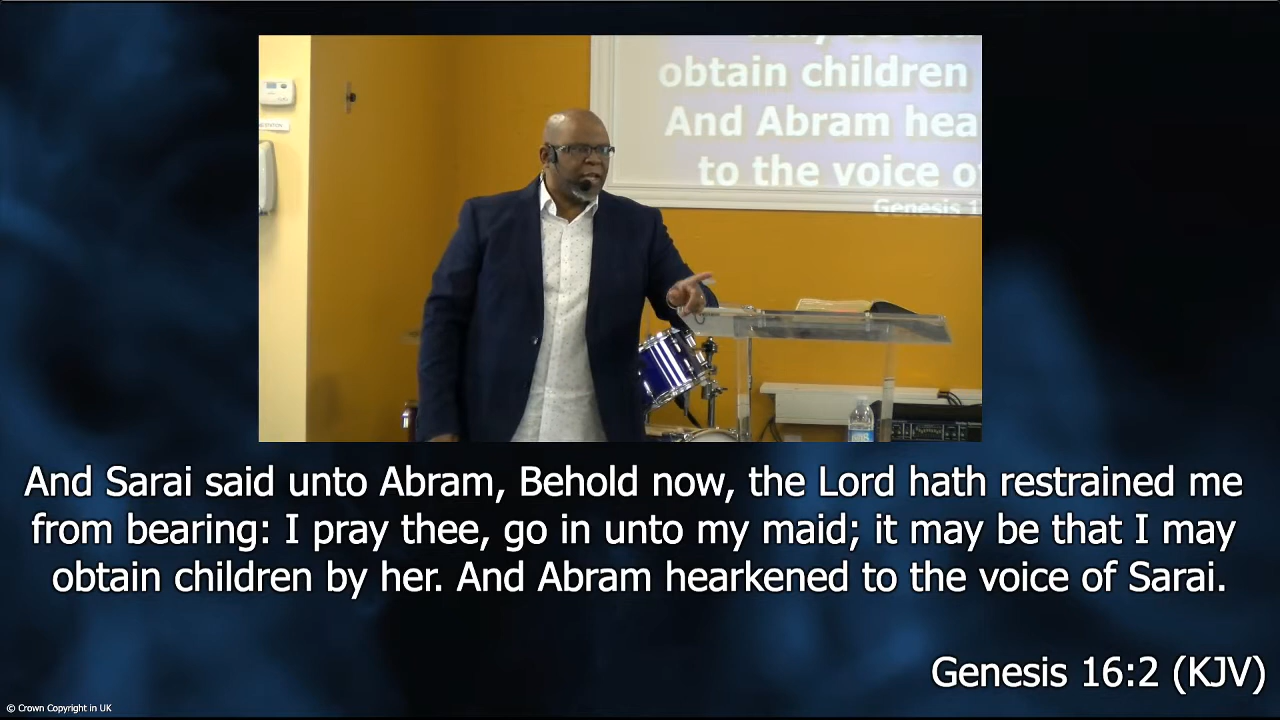 obtain children
And Abram hea
to the voice o
Genesis 1
And Sarai said unto Abram, Behold now, the Lord hath restrained me
from bearing: I pray thee, go in unto my maid; it may be that I may
obtain children by her. And Abram hearkened to the voice of Sarai.
Genesis 16:2 (KJV)
© Crown Copyright in UK